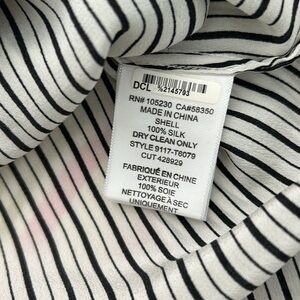 DCL %2145793
RN# 105230 CA#58350
MADE IN CHINA
SHELL
100% SILK
DRY CLEAN ONLY
STYLE 9117-T6079
CUT 428929
FABRIQUÉ EN CHINE
EXTERIEUR
100% SOIE
NETTOYAGE À SEC
UNIQUEMENT